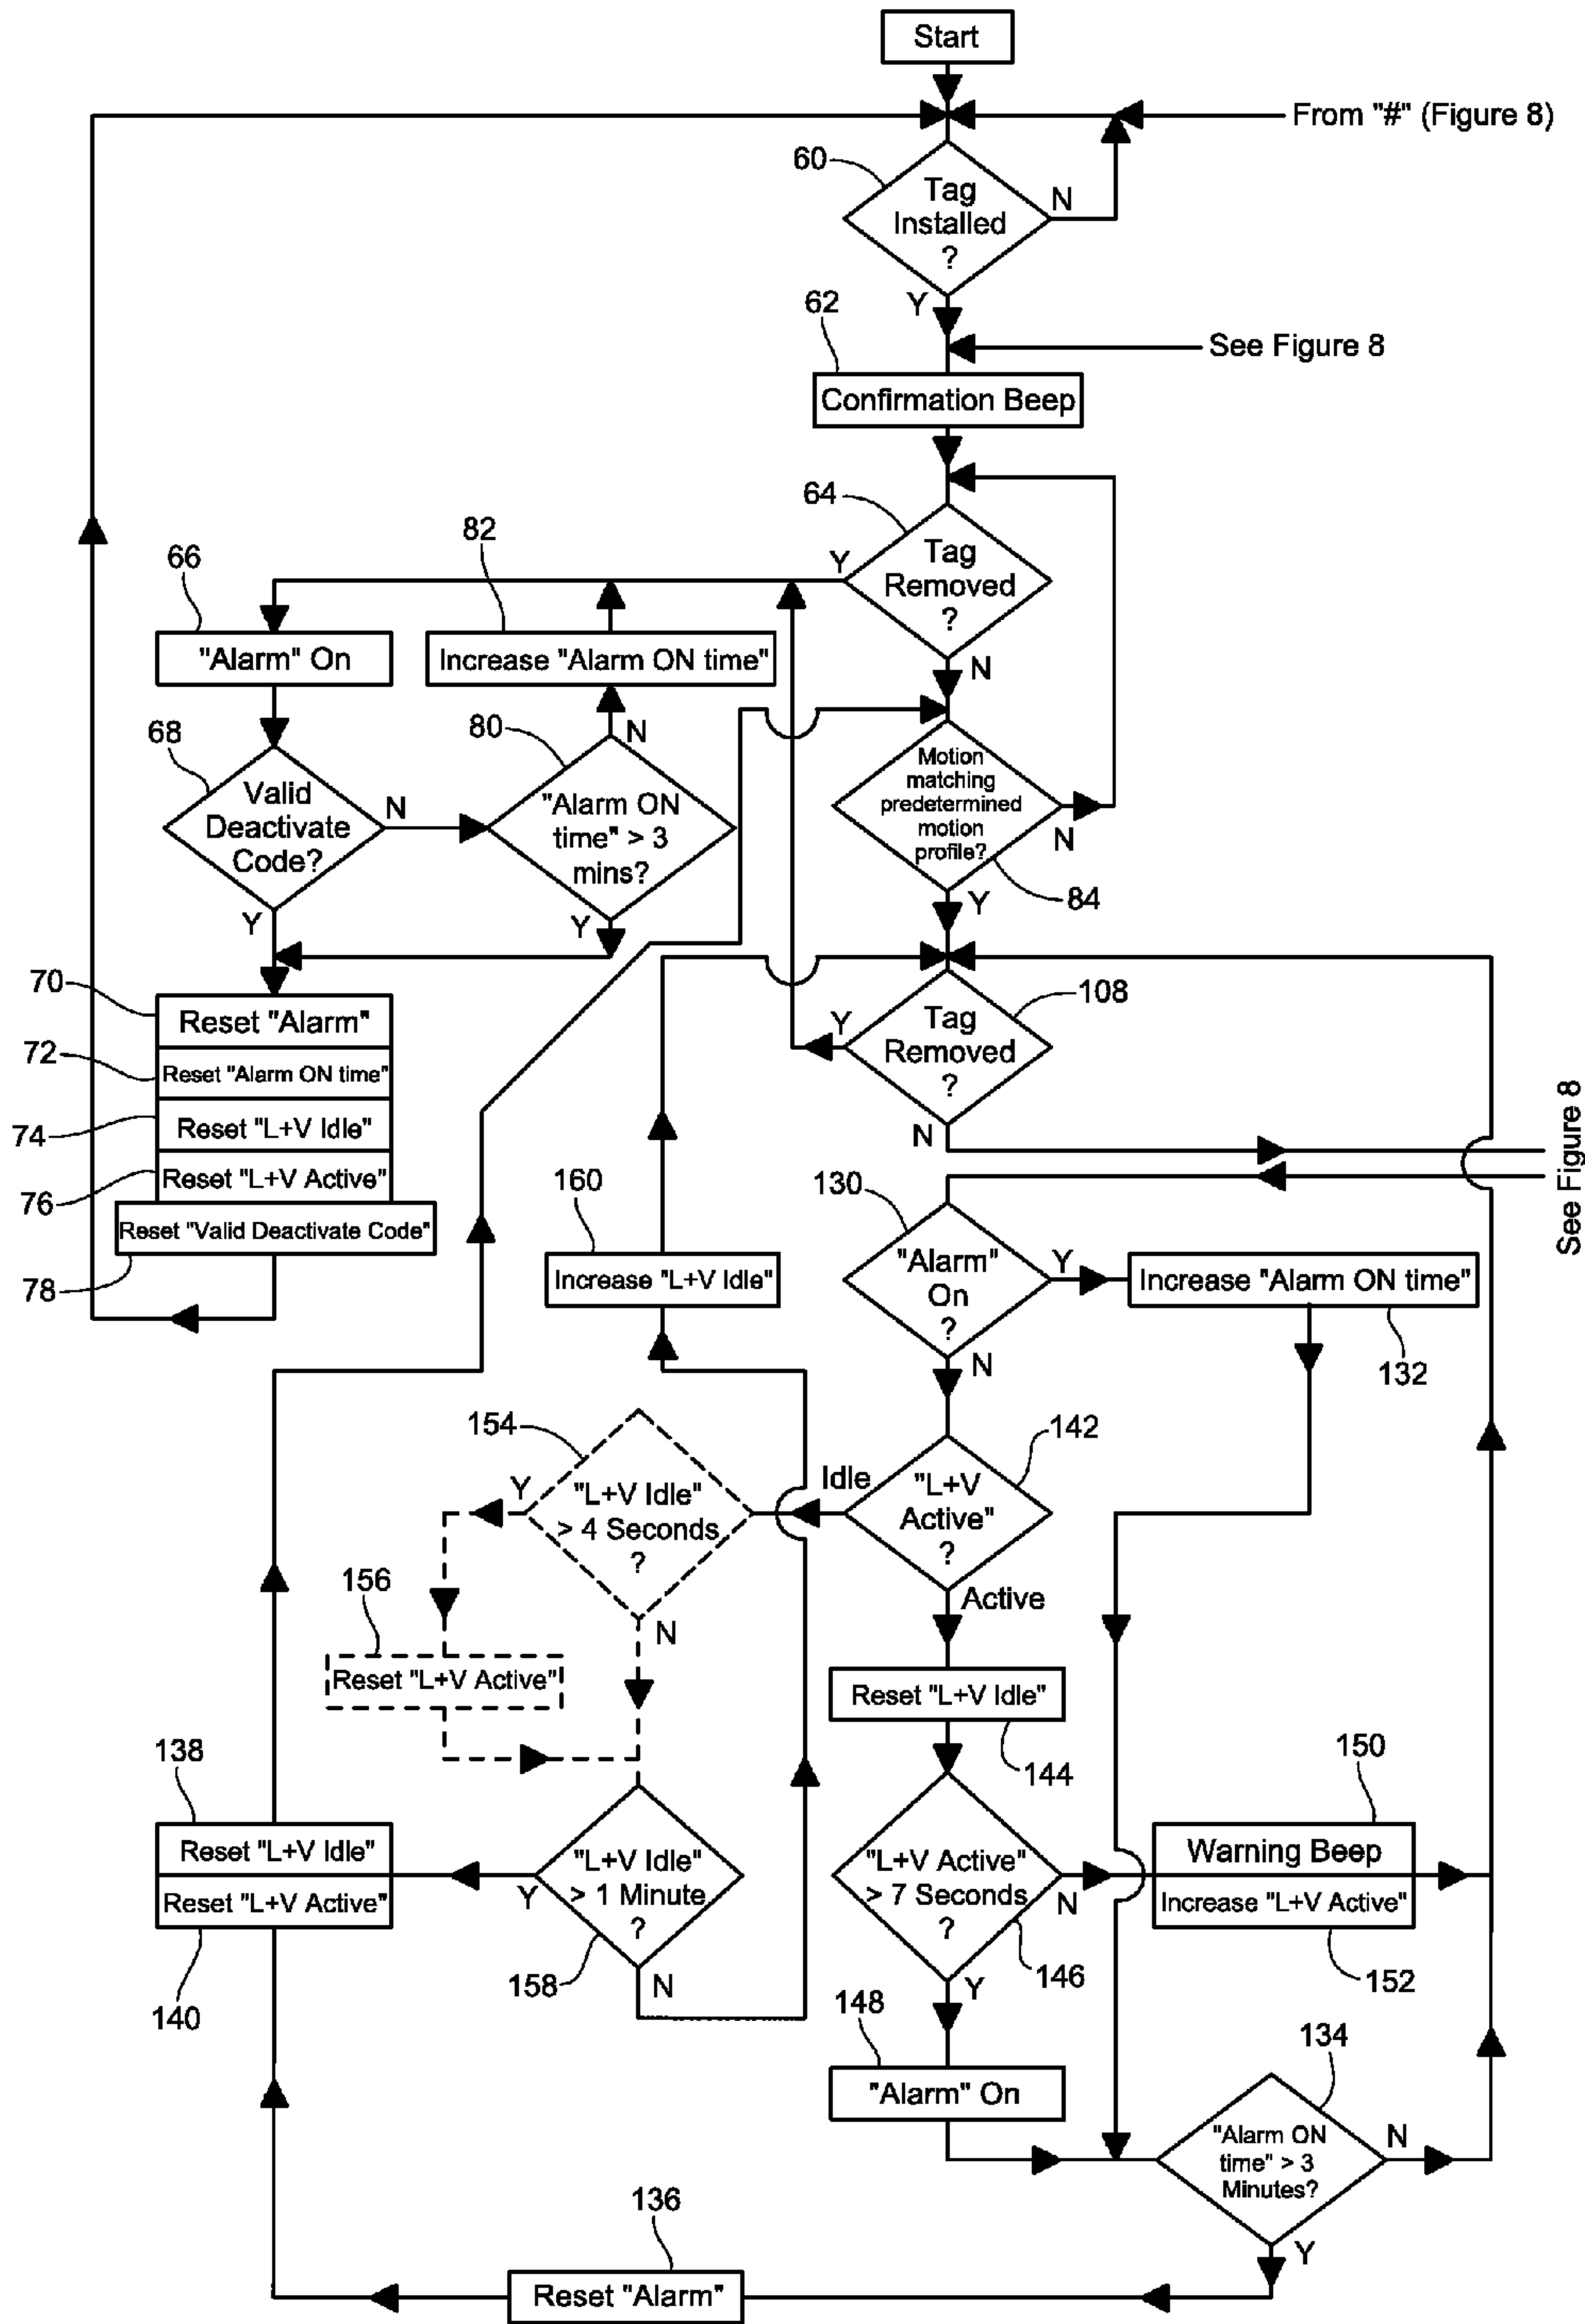 Start
From "#" (Figure 8)
60
Tag
Installed
?
N
Y
62
See Figure 8
Confirmation Beep
64
Tag
Removed
?
Y
N
82
66
"Alarm" On
Increase "Alarm ON time"
68
Valid
Deactivate
Code?
N
Y
80
"Alarm ON
time" > 3
mins?
N
Y
Motion
matching
predetermined
motion
profile?
N
Y
84
70
Reset "Alarm"
72
Reset "Alarm ON time"
74
Reset "L+V Idle"
76
Reset "L+V Active"
Reset "Valid Deactivate Code"
78
108
Tag
Removed
?
Y
N
See Figure 8
160
Increase "L+V Idle"
130
"Alarm"
On
?
Y
N
Increase "Alarm ON time"
132
154
"L+V Idle"
> 4 Seconds
?
Y
N
Idle
142
"L+V
Active"
?
Active
156
Reset "L+V Active"
Reset "L+V Idle"
144
138
Reset "L+V Idle"
Reset "L+V Active"
140
"L+V Idle"
> 1 Minute
?
Y
N
158
"L+V Active"
> 7 Seconds
?
N
Y
146
150
Warning Beep
Increase "L+V Active"
152
148
"Alarm" On
134
"Alarm ON
time" > 3
Minutes?
N
Y
136
Reset "Alarm"